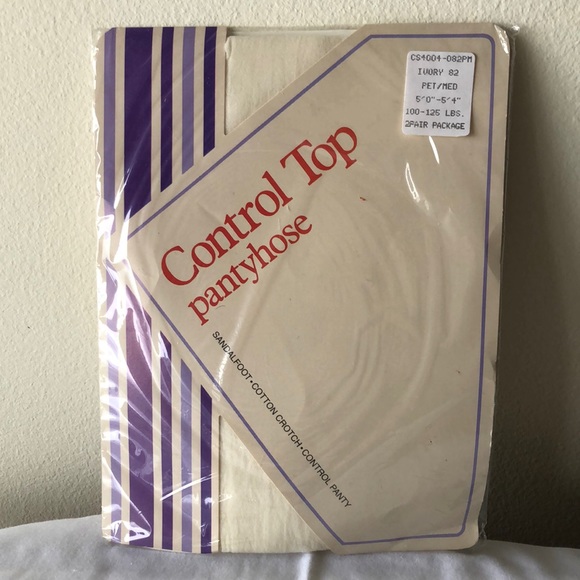 CS4004-082PM
IVORY 82
PET/MED
5'0"-5'4"
100-125 LBS.
2PAIR PACKAGE
Control Top
pantyhose
SANDALFOOT • COTTON CROTCH • CONTROL PANTY